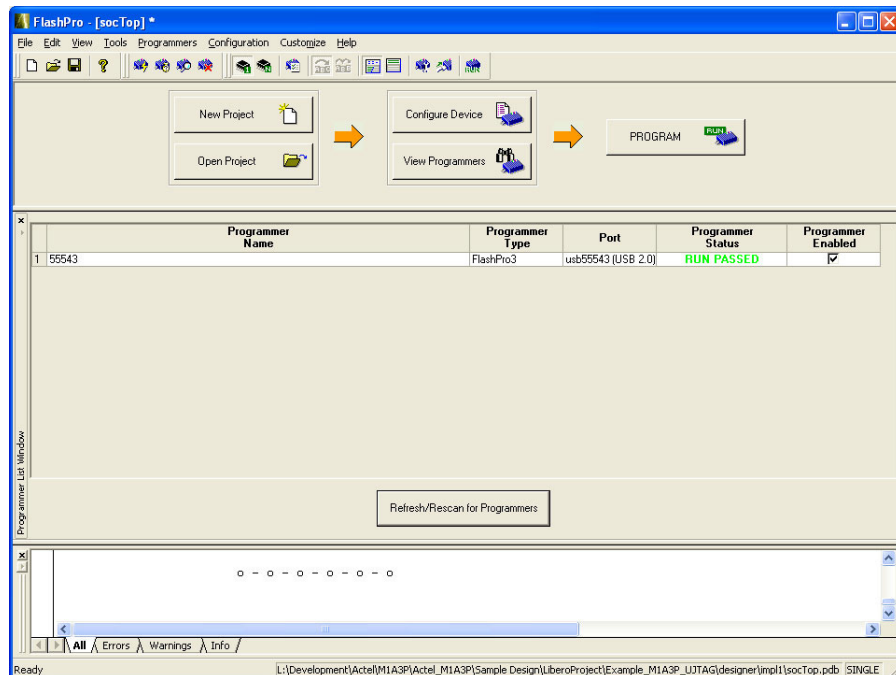 FlashPro - [socTop] *
File Edit View Tools Programmers Configuration Customize Help
New Project
Configure Device
PROGRAM
RUN
Open Project
View Programmers
Programmer Name
Programmer Type
Port
Programmer Status
Programmer Enabled
1 55543 FlashPro3 usb55543 (USB 2.0) RUN PASSED
Programmer List Window
Refresh/Rescan for Programmers
o - o - o - o - o - o
All Errors Warnings Info
Ready L:\Development\Actel\M1A3P\Actel_M1A3P\Sample Design\LiberoProject\Example_M1A3P_UJTAG\designer\impl1\socTop.pdb SINGLE